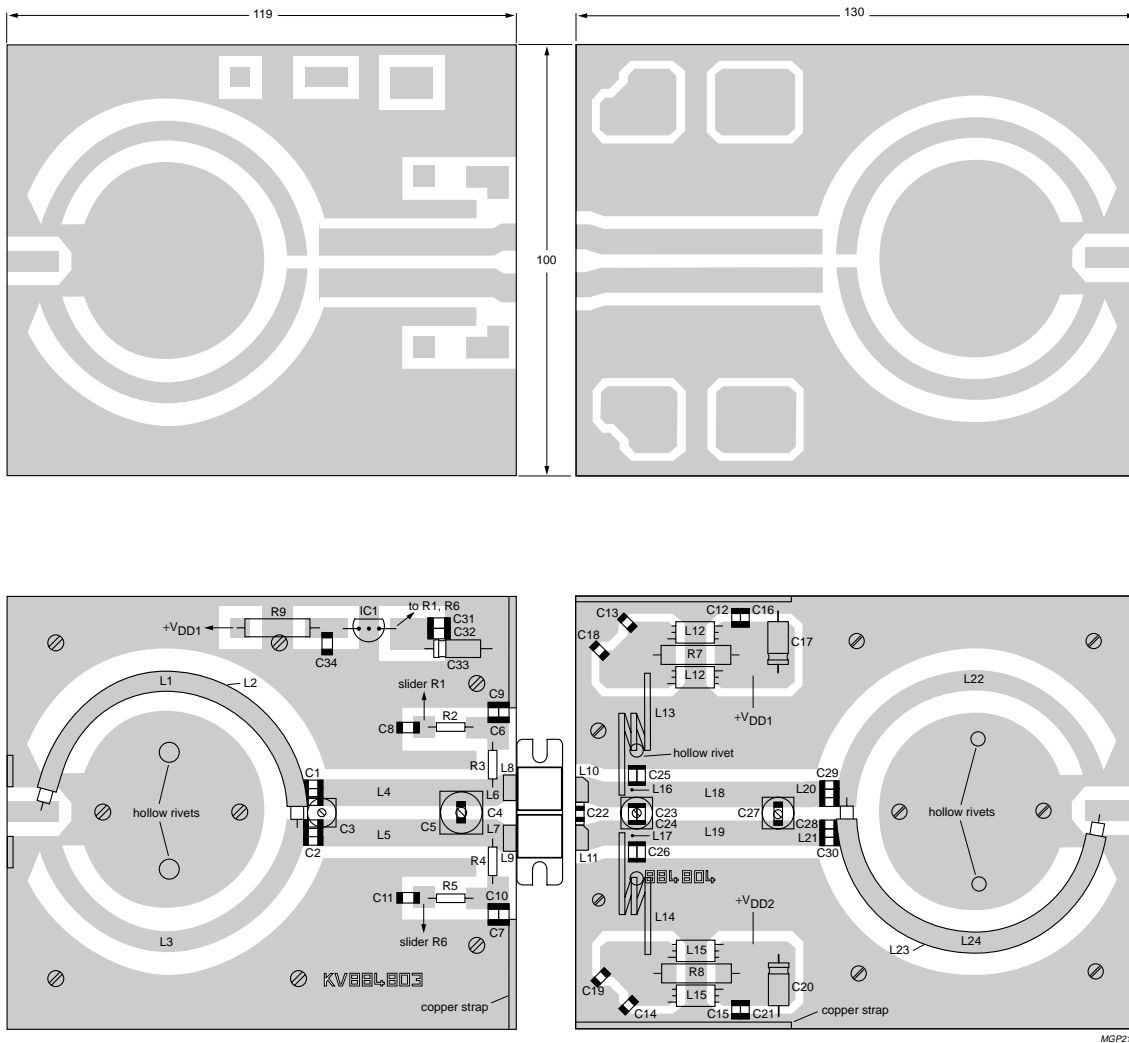 119
130
100
R9
IC1
to R1, R6
+VDD1
C31
C32
C33
C34
L1
L2
slider R1
C9
C8
R2
C6
R3
L8
C1
L4
L6
hollow rivets
C3
C5
C4
L5
L7
C2
R4
L9
C11
R5
C10
C7
L3
slider R6
KV884803
copper strap
C13
C12
C16
C18
L12
C17
R7
L12
L13
+VDD1
hollow rivet
L22
L10
C25
L16
L18
C29
L20
C22
C23
C24
C27
C28
hollow rivets
L17
L19
L21
L11
C26
C30
884804
L14
+VDD2
L23
L24
L15
R8
C19
L15
C20
C14
C15
C21
copper strap
MGP21